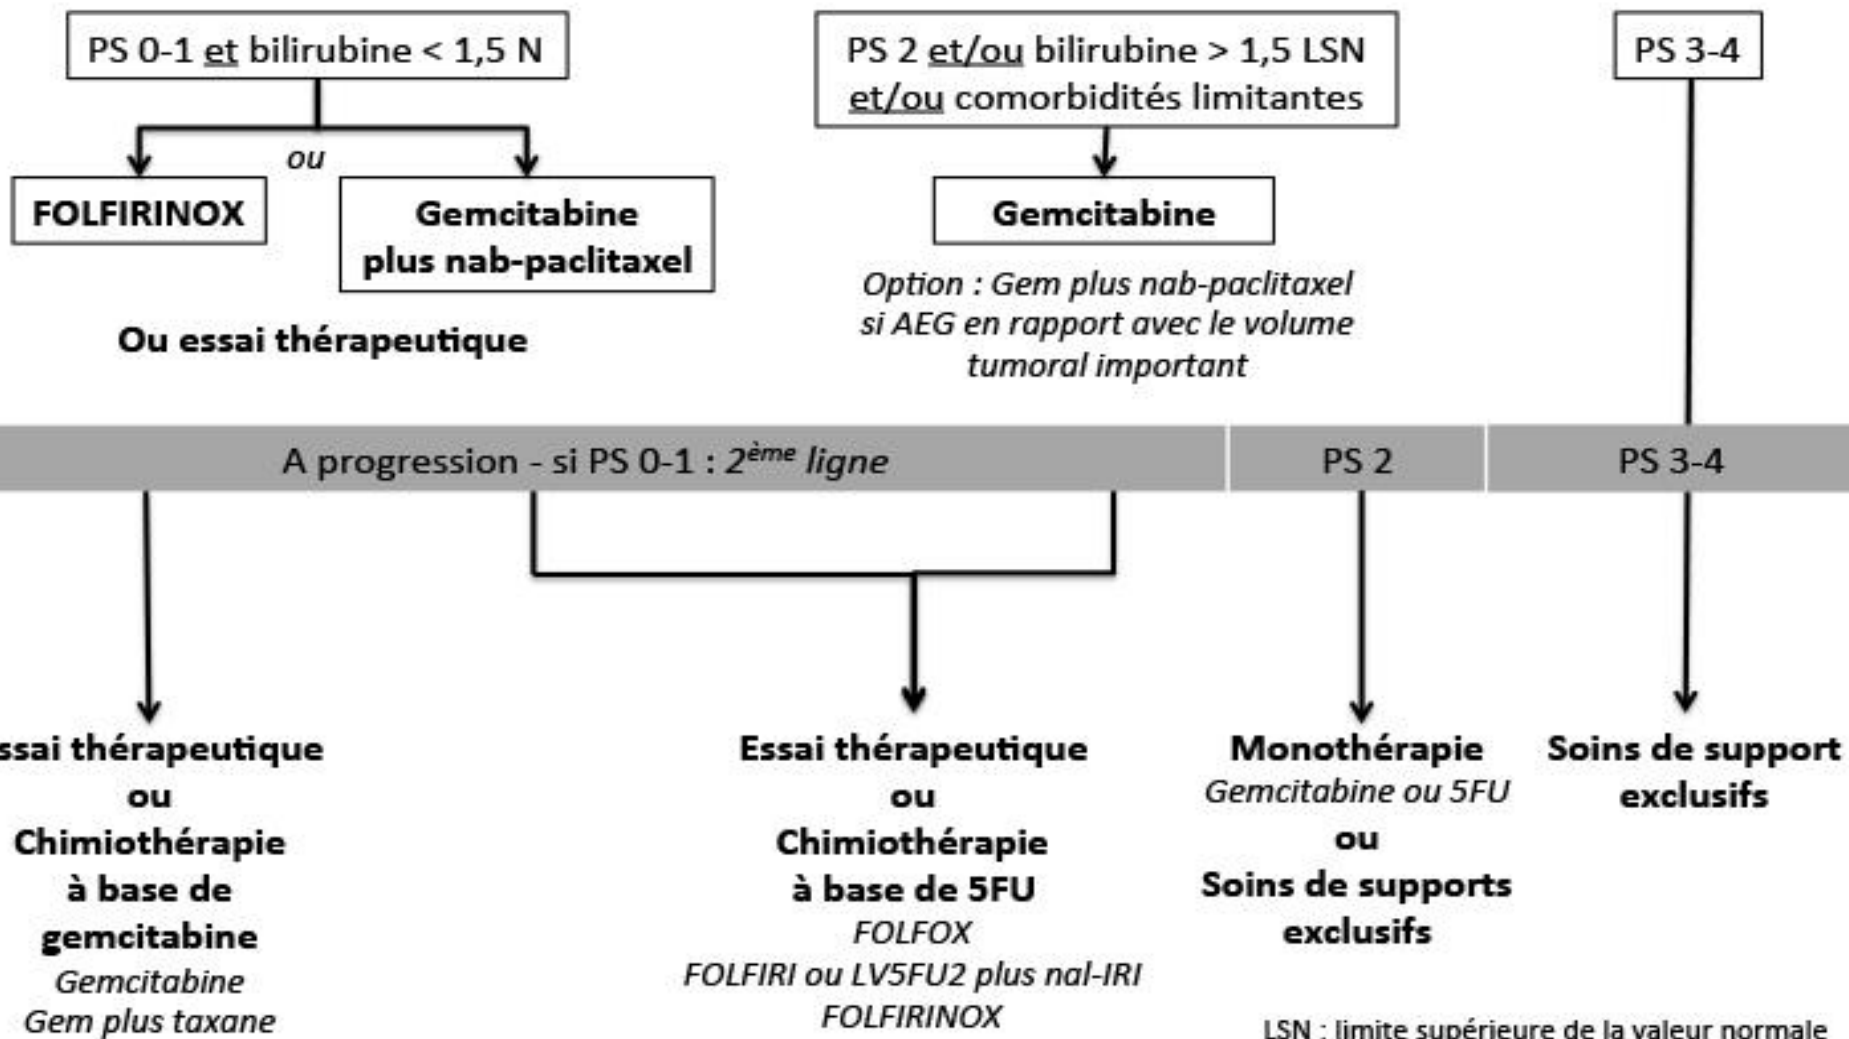 PS 0-1 et bilirubine < 1,5 N
PS 2 et/ou bilirubine > 1,5 LSN
et/ou comorbidités limitantes
PS 3-4
ou
FOLFIRINOX
Gemcitabine
plus nab-paclitaxel
Ou essai thérapeutique
Gemcitabine
Option : Gem plus nab-paclitaxel
si AEG en rapport avec le volume
tumoral important
A progression - si PS 0-1 : 2ème ligne
PS 2
PS 3-4
ssai thérapeutique
ou
Chimiothérapie
à base de
gemcitabine
Gemcitabine
Gem plus taxane
Essai thérapeutique
ou
Chimiothérapie
à base de 5FU
FOLFOX
FOLFIRI ou LV5FU2 plus nal-IRI
FOLFIRINOX
Monothérapie
Gemcitabine ou 5FU
ou
Soins de supports
exclusifs
Soins de support
exclusifs
LSN : limite supérieure de la valeur normale